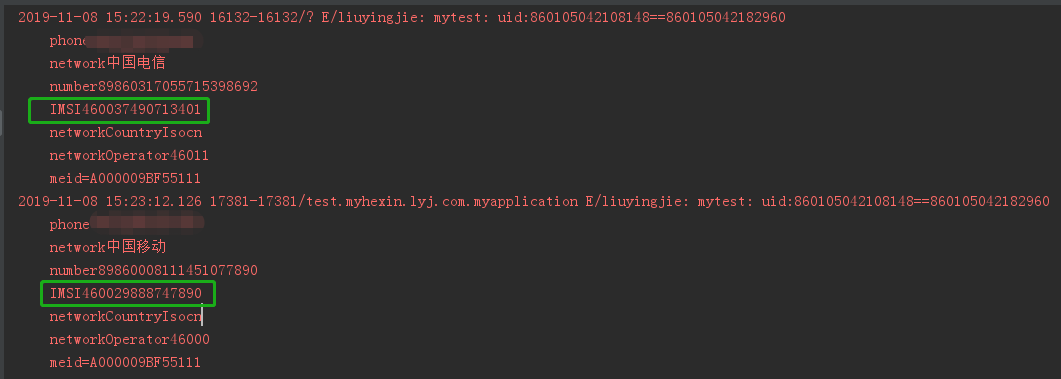 2019-11-08 15:22:19.590 16132-16132/? E/liuyingjie: mytest: uid:860105042108148==860105042182960
phone
network中国电信
number89860317055715398692
IMSI460037490713401
networkCountryIsocn
networkOperator46011
meid=A000009BF55111
2019-11-08 15:23:12.126 17381-17381/test.myhexin.lyj.com.myapplication E/liuyingjie: mytest: uid:860105042108148==860105042182960
phone
network中国移动
number89860008111451077890
IMSI460029888747890
networkCountryIsocn
networkOperator46000
meid=A000009BF55111